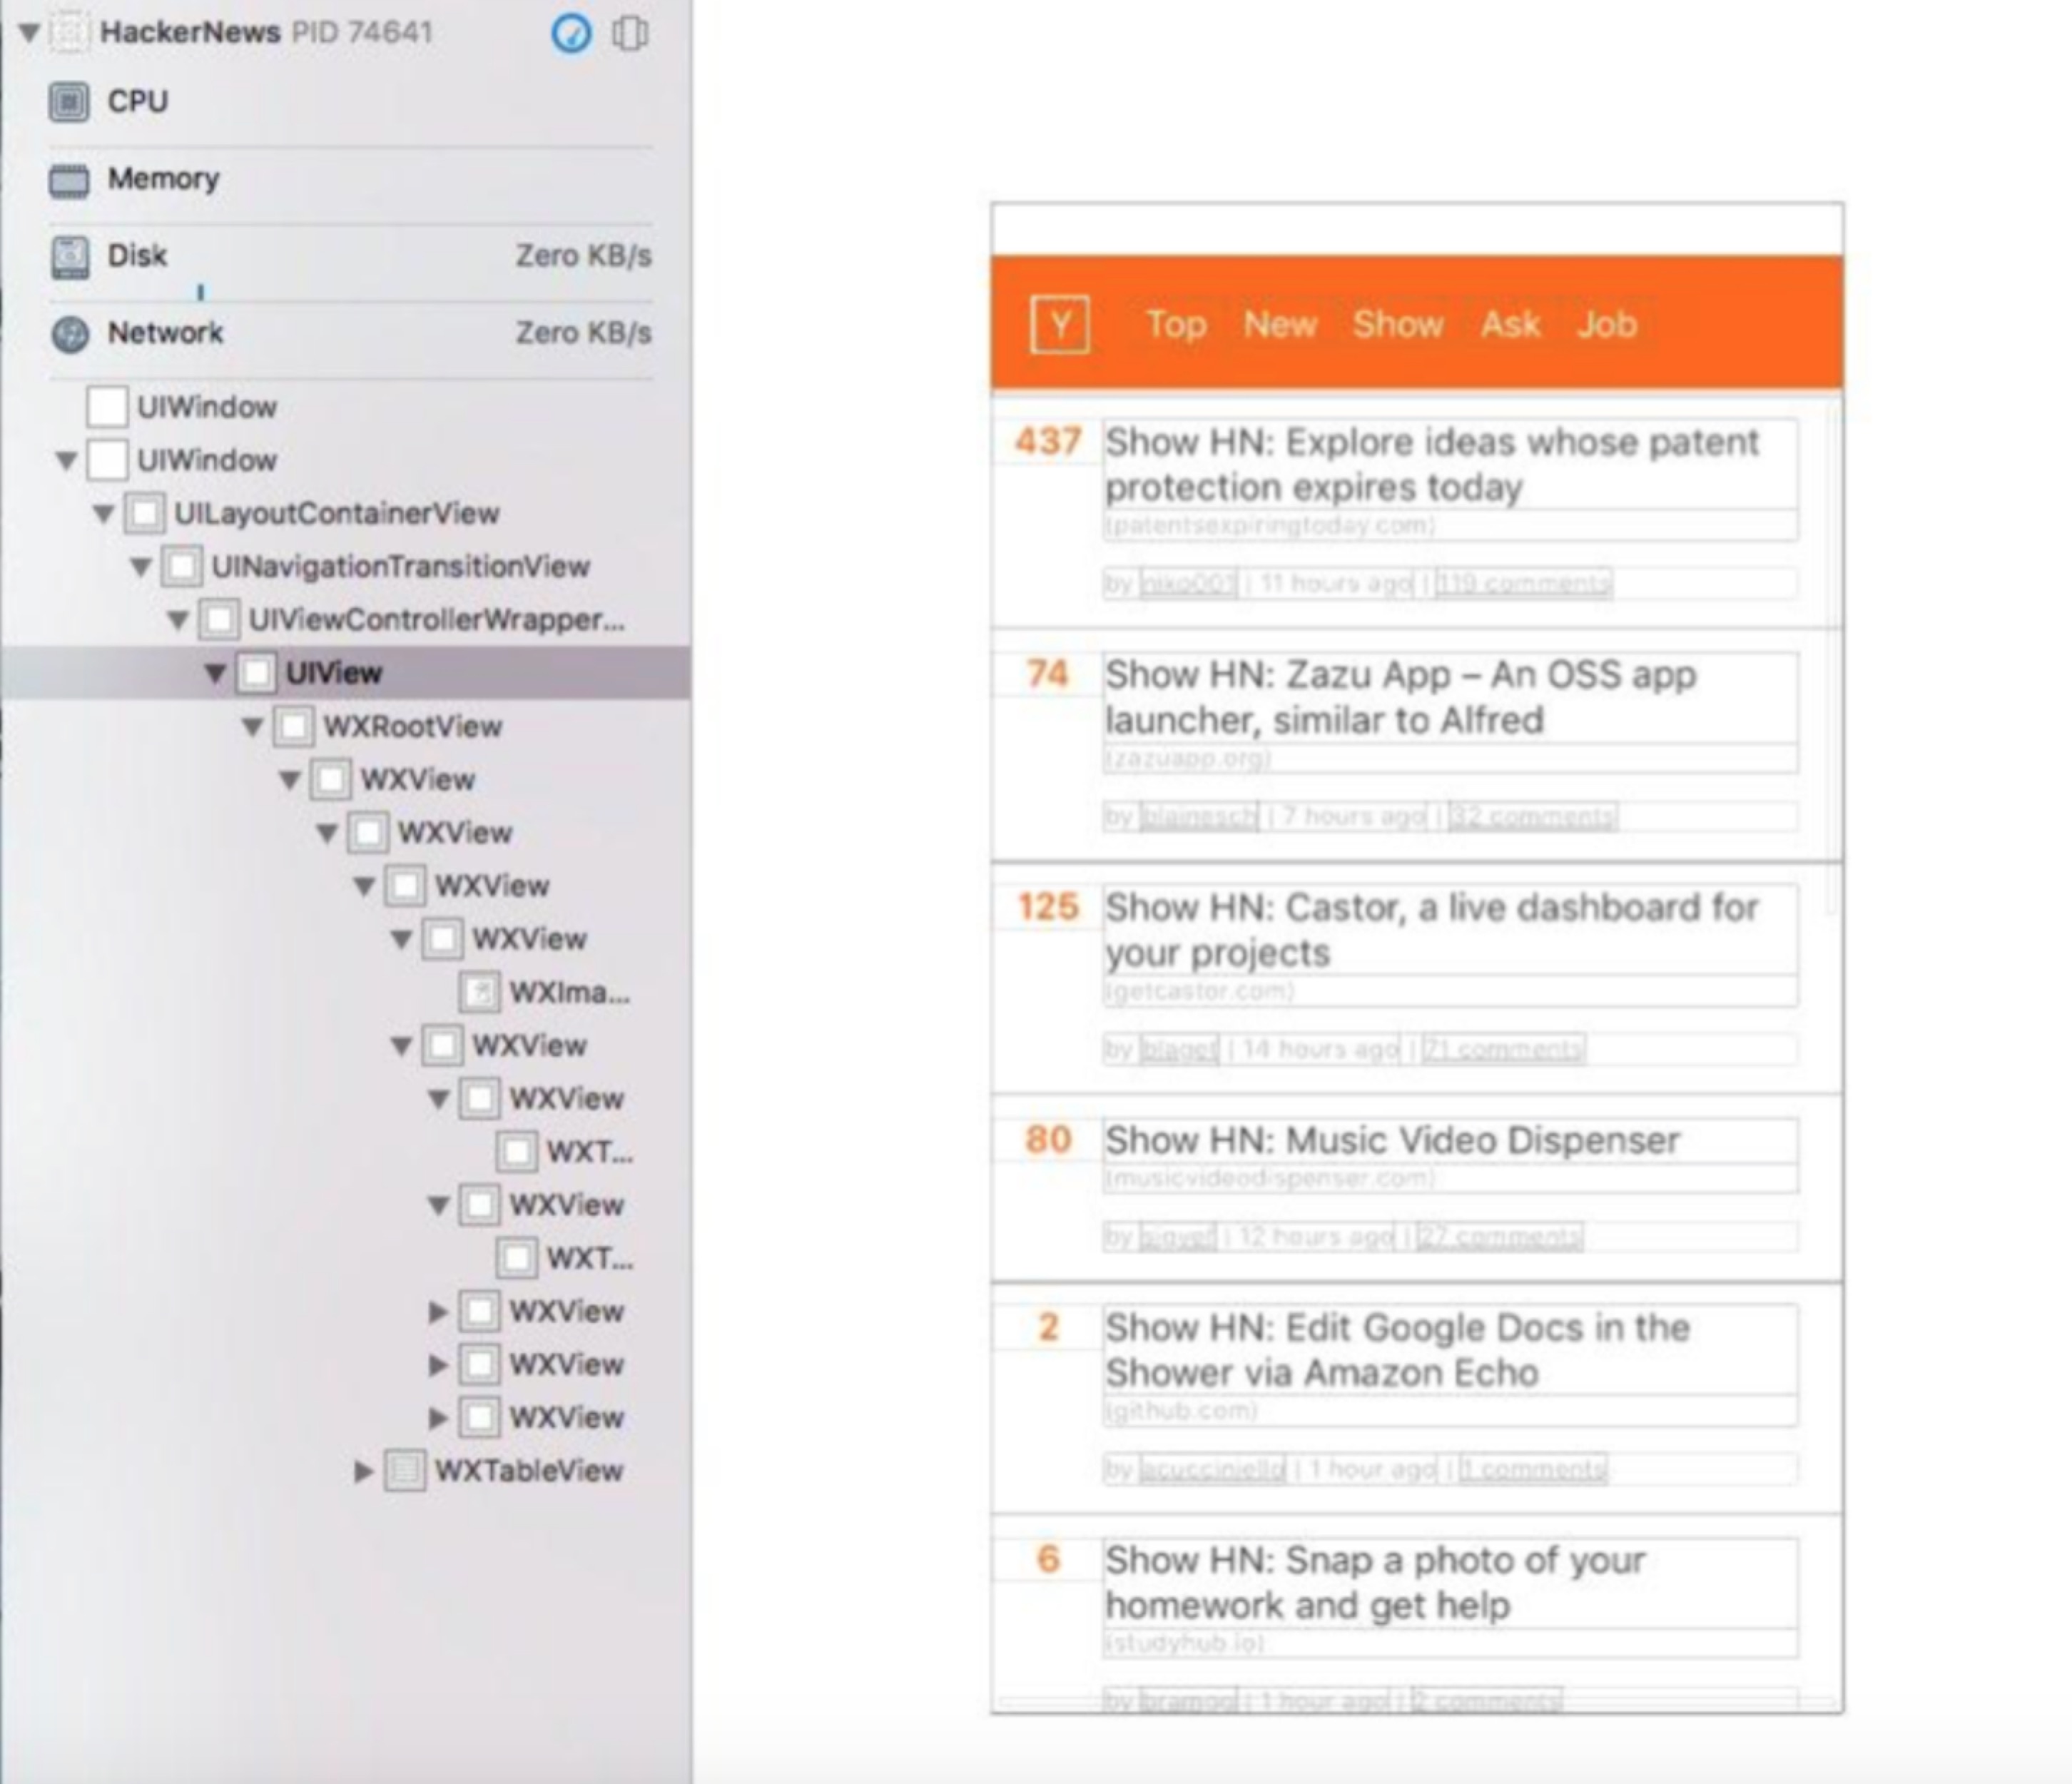 HackerNews PID 74641
CPU
Memory
Disk Zero KB/s
Network Zero KB/s
UIWindow
UIWindow
UILayoutContainerView
UINavigationTransitionView
UIViewControllerWrapper...
UIView
WXRootView
WXView
WXView
WXView
WXView
WXIma...
WXView
WXView
WXT...
WXView
WXT...
WXView
WXView
WXView
WXTableView
Y Top New Show Ask Job
437 Show HN: Explore ideas whose patent
protection expires today
(patentsexpiringtoday.com)
by niko001 | 11 hours ago | 119 comments
74 Show HN: Zazu App – An OSS app
launcher, similar to Alfred
(zazuapp.org)
by blainesch | 7 hours ago | 32 comments
125 Show HN: Castor, a live dashboard for
your projects
(getcastor.com)
by blaget | 14 hours ago | 71 comments
80 Show HN: Music Video Dispenser
(musicvideodispenser.com)
by | 12 hours ago | 27 comments
2 Show HN: Edit Google Docs in the
Shower via Amazon Echo
(github.com)
by acucciniello | 1 hour ago | 1 comments
6 Show HN: Snap a photo of your
homework and get help
(studyhub.io)
by bramog | 1 hour ago | 2 comments